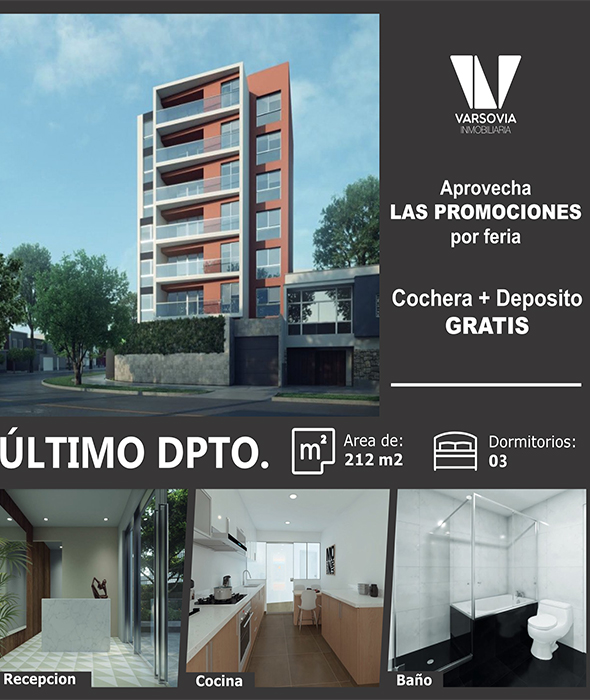 VARSOVIA
INMOBILIARIA
Aprovecha
LAS PROMOCIONES
por feria
Cochera + Deposito
GRATIS
ÚLTIMO DPTO.
m²
Area de:
212 m2
Dormitorios:
03
Recepcion
Cocina
Baño